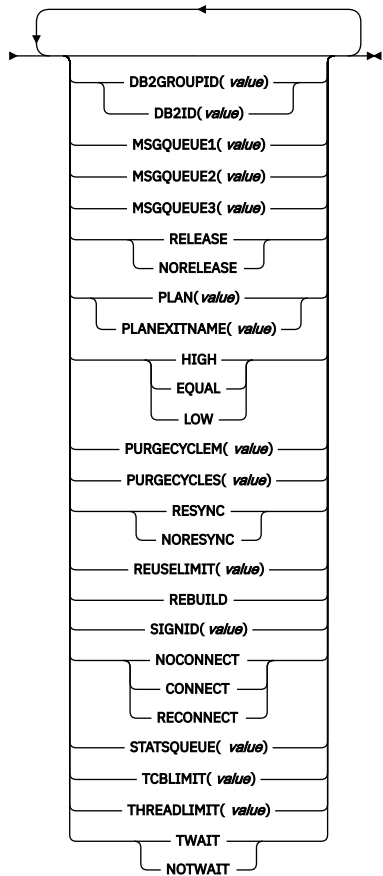 DB2GROUPID( value)
DB2ID( value)
MSGQUEUE1( value)
MSGQUEUE2( value)
MSGQUEUE3( value)
RELEASE
NORELEASE
PLAN( value)
PLANEXITNAME( value)
HIGH
EQUAL
LOW
PURGECYCLEM( value)
PURGECYCLES( value)
RESYNC
NORESYNC
REUSELIMIT( value)
REBUILD
SIGNID( value)
NOCONNECT
CONNECT
RECONNECT
STATSQUEUE( value)
TCBLIMIT( value)
THREADLIMIT( value)
TWAIT
NOTWAIT